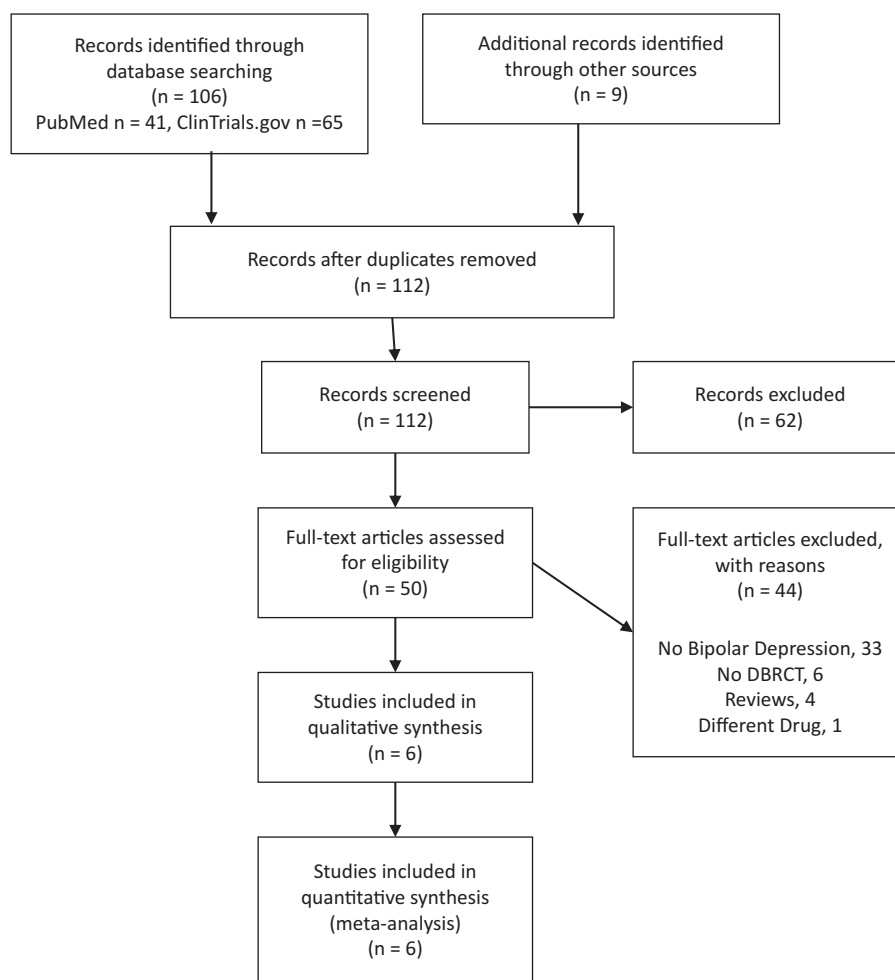 Records identified through
database searching
(n = 106)
PubMed n = 41, ClinTrials.gov n =65
Additional records identified
through other sources
(n = 9)
Records after duplicates removed
(n = 112)
Records screened
(n = 112)
Records excluded
(n = 62)
Full-text articles assessed
for eligibility
(n = 50)
Full-text articles excluded,
with reasons
(n = 44)
No Bipolar Depression, 33
No DBRCT, 6
Reviews, 4
Different Drug, 1
Studies included in
qualitative synthesis
(n = 6)
Studies included in
quantitative synthesis
(meta-analysis)
(n = 6)